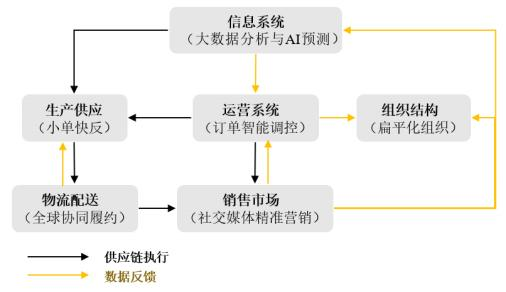 信息系统
（大数据分析与AI预测）
生产供应
（小单快反）
运营系统
（订单智能调控）
组织结构
（扁平化组织）
物流配送
（全球协同履约）
销售市场
（社交媒体精准营销）
供应链执行
数据反馈